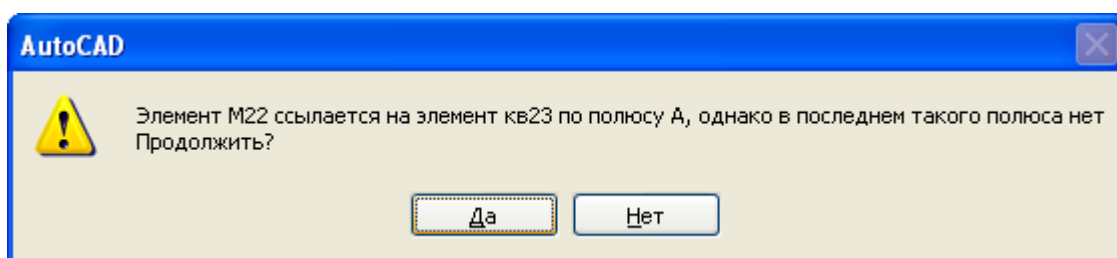 AutoCAD
Элемент М22 ссылается на элемент кв23 по полюсу А, однако в последнем такого полюса нет
Продолжить?
Да
Нет